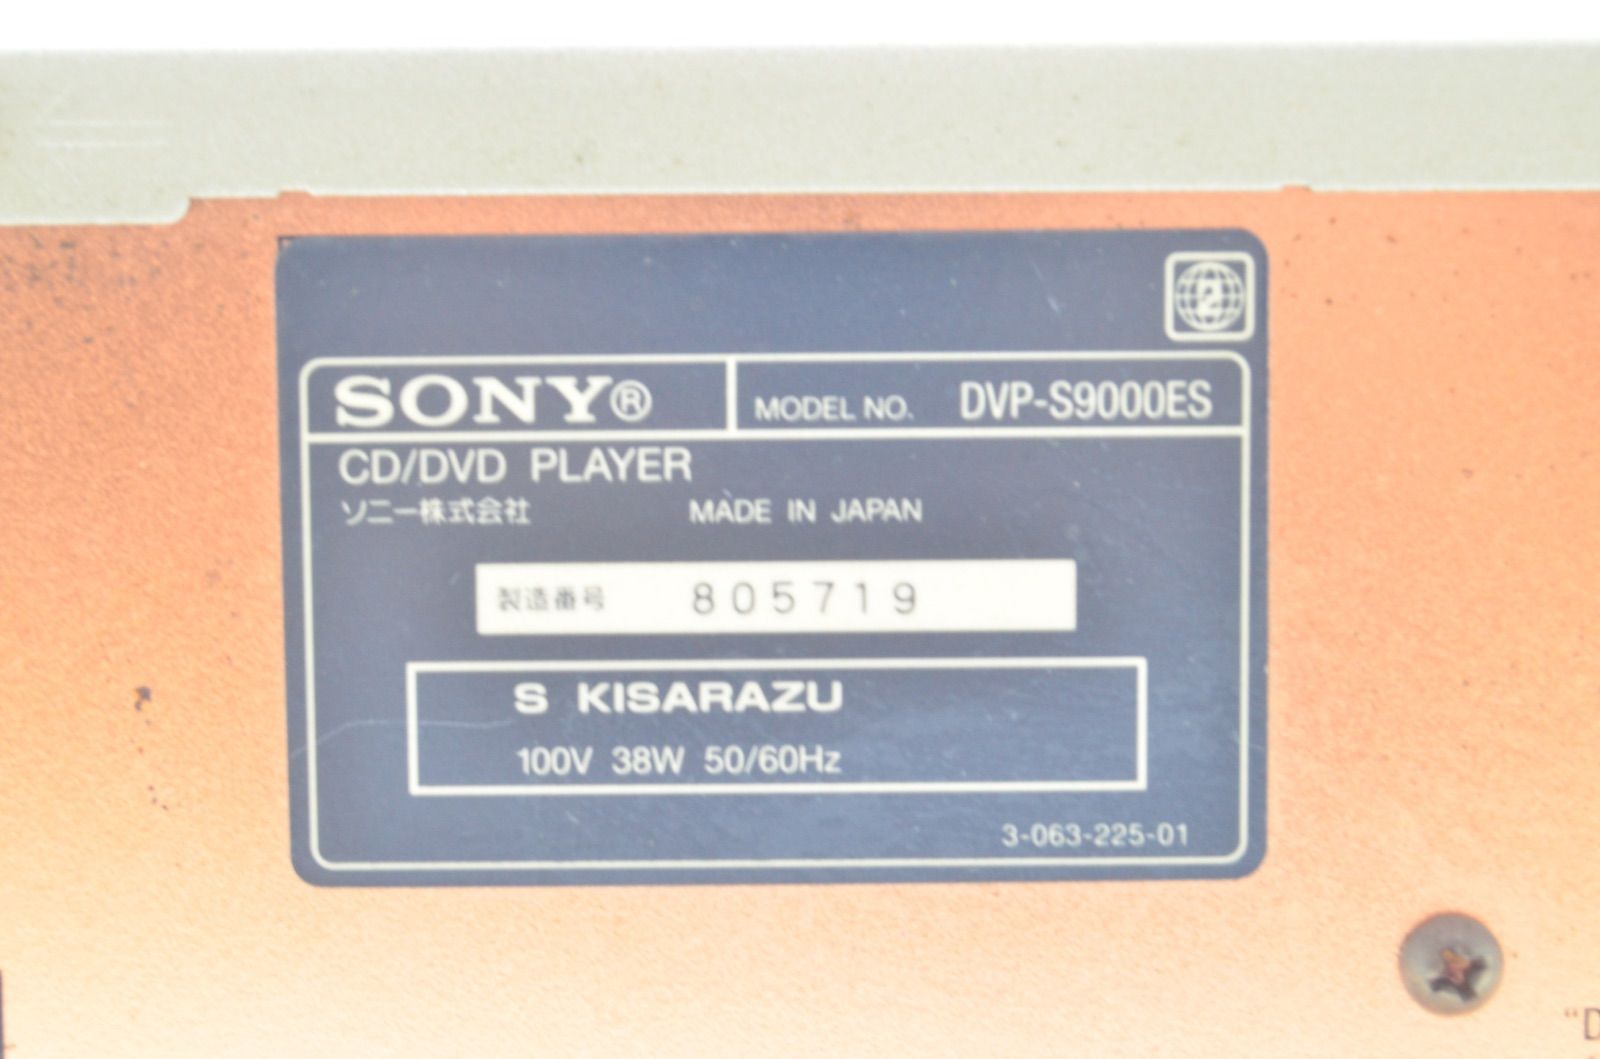 2
SONY®
MODEL NO. DVP-S9000ES
CD/DVD PLAYER
ソニー株式会社 MADE IN JAPAN
製造番号 805719
S KISARAZU
100V 38W 50/60Hz
3-063-225-01
"D